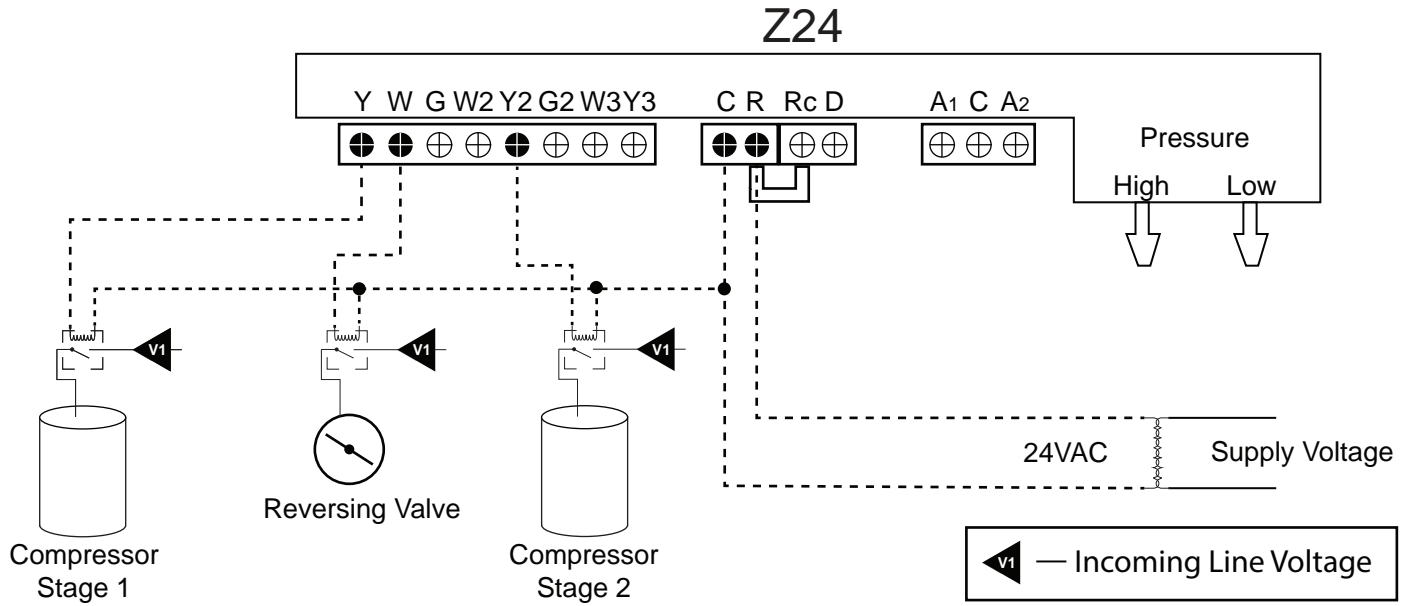 Z24
Y W G W2 Y2 G2 W3 Y3 C R Rc D A1 C A2
Pressure
High Low
V1 V1 V1
24VAC Supply Voltage
Reversing Valve
Compressor
Stage 1
Compressor
Stage 2
V1 — Incoming Line Voltage